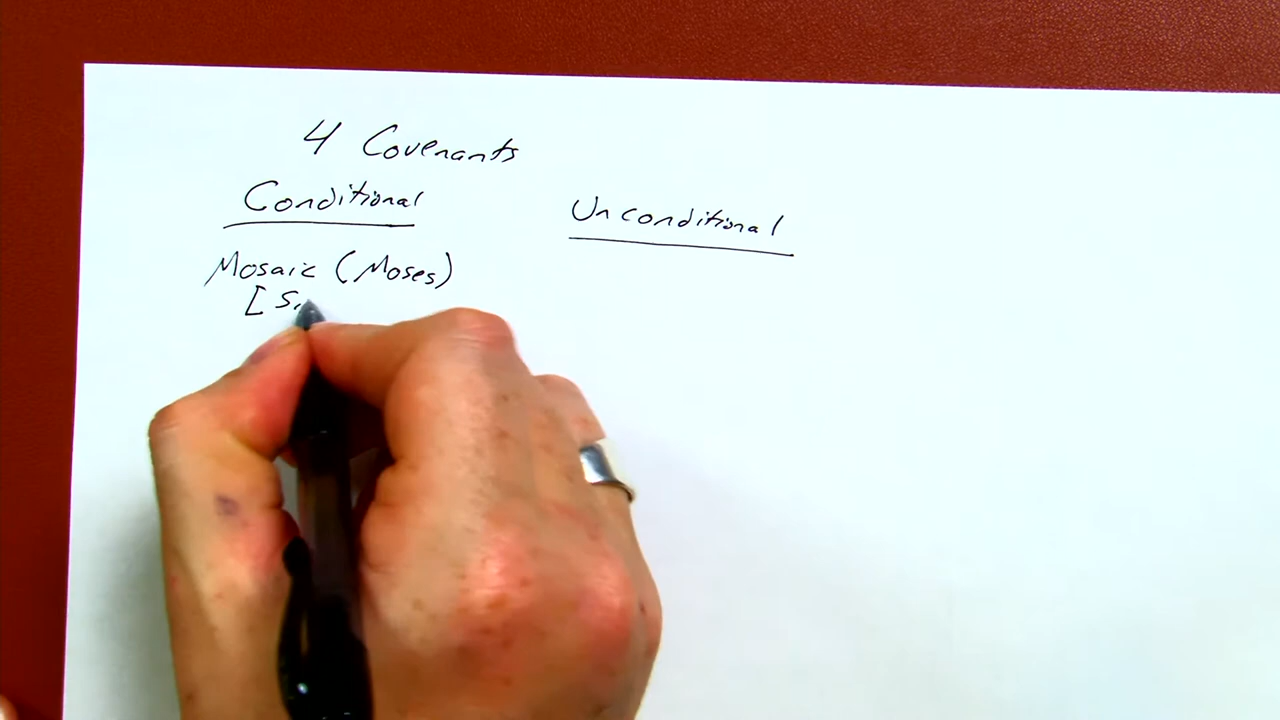 4 Covenants
Conditional
Unconditional
Mosaic (Moses)
[ S